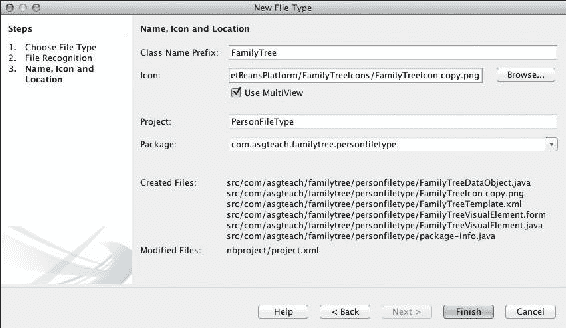 New File Type
Steps
1. Choose File Type
2. File Recognition
3. Name, Icon and
Location
Name, Icon and Location
Class Name Prefix: FamilyTree
Icon: etBeansPlatform/FamilyTreeIcons/FamilyTreeIcon copy.png Browse...
Use MultiView
Project: PersonFileType
Package: com.asgteach.familytree.personfiletype
Created Files: src/com/asgteach/familytree/personfiletype/FamilyTreeDataObject.java
src/com/asgteach/familytree/personfiletype/FamilyTreeIcon copy.png
src/com/asgteach/familytree/personfiletype/FamilyTreeTemplate.xml
src/com/asgteach/familytree/personfiletype/FamilyTreeVisualElement.form
src/com/asgteach/familytree/personfiletype/FamilyTreeVisualElement.java
src/com/asgteach/familytree/personfiletype/package-info.java
Modified Files: nbproject/project.xml
Help < Back Next > Finish Cancel